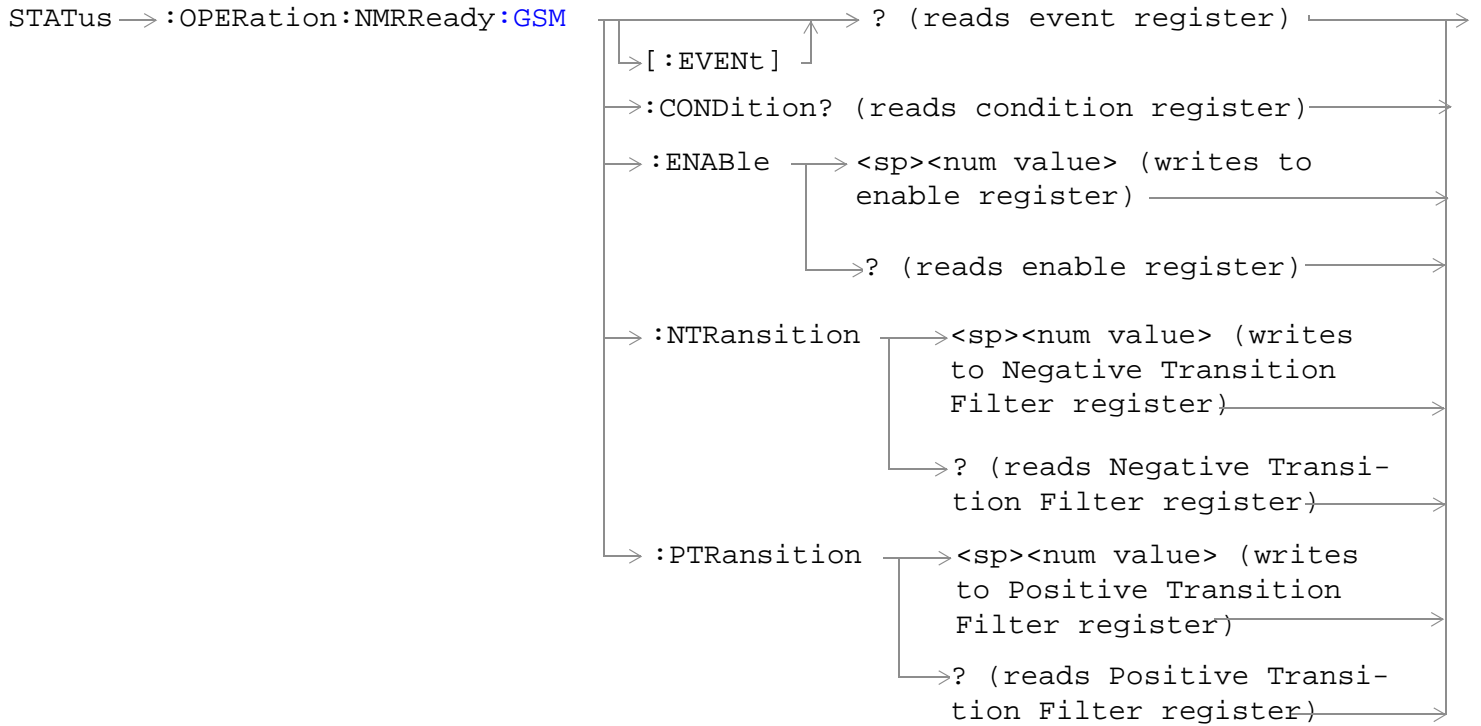 STATus :OPERation:NMRReady:GSM ? (reads event register)
[:EVENt]
:CONDition? (reads condition register)
:ENABle <sp><num value> (writes to
enable register)
? (reads enable register)
:NTRansition <sp><num value> (writes
to Negative Transition
Filter register)
? (reads Negative Transi-
tion Filter register)
:PTRansition <sp><num value> (writes
to Positive Transition
Filter register)
? (reads Positive Transi-
tion Filter register)